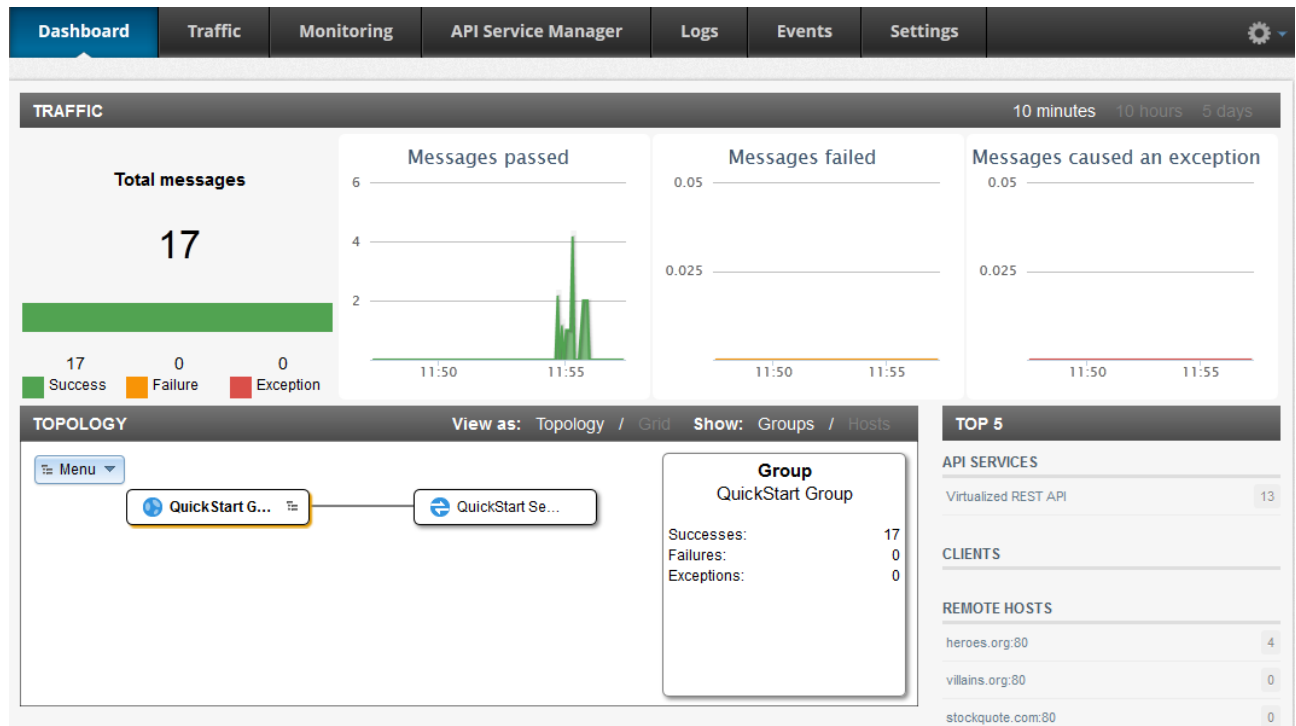 Dashboard Traffic Monitoring API Service Manager Logs Events Settings
TRAFFIC 10 minutes 10 hours 5 days
Total messages
17
17 0 0
Success Failure Exception
Messages passed
6
4
2
11:50 11:55
Messages failed
0.05
0.025
11:50 11:55
Messages caused an exception
0.05
0.025
11:50 11:55
TOPOLOGY View as: Topology / Grid Show: Groups / Hosts
Menu
QuickStart G...
QuickStart Se...
Group
QuickStart Group
Successes: 17
Failures: 0
Exceptions: 0
TOP 5
API SERVICES
Virtualized REST API 13
CLIENTS
REMOTE HOSTS
heroes.org:80 4
villains.org:80 0
stockquote.com:80 0